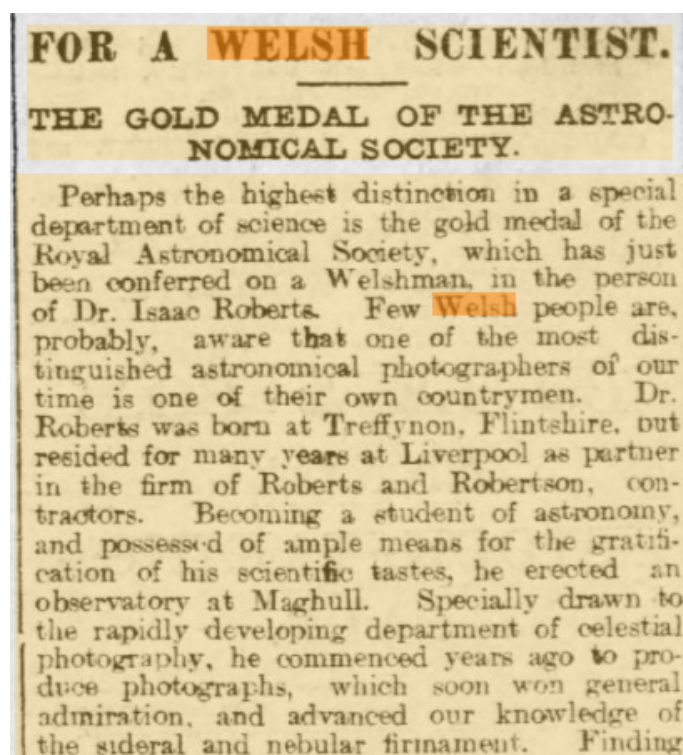 FOR A WELSH SCIENTIST.
THE GOLD MEDAL OF THE ASTRO-
NOMICAL SOCIETY.
Perhaps the highest distinction in a special
department of science is the gold medal of the
Royal Astronomical Society, which has just
been conferred on a Welshman, in the person
of Dr. Isaac Roberts. Few Welsh people are,
probably, aware that one of the most dis-
tinguished astronomical photographers of our
time is one of their own countrymen. Dr.
Roberts was born at Treffynon, Flintshire, but
resided for many years at Liverpool as partner
in the firm of Roberts and Robertson, con-
tractors. Becoming a student of astronomy,
and possessed of ample means for the gratifi-
cation of his scientific tastes, he erected an
observatory at Maghull. Specially drawn to
the rapidly developing department of celestial
photography, he commenced years ago to pro-
duce photographs, which soon won general
admiration, and advanced our knowledge of
the sideral and nebular firmament. Finding